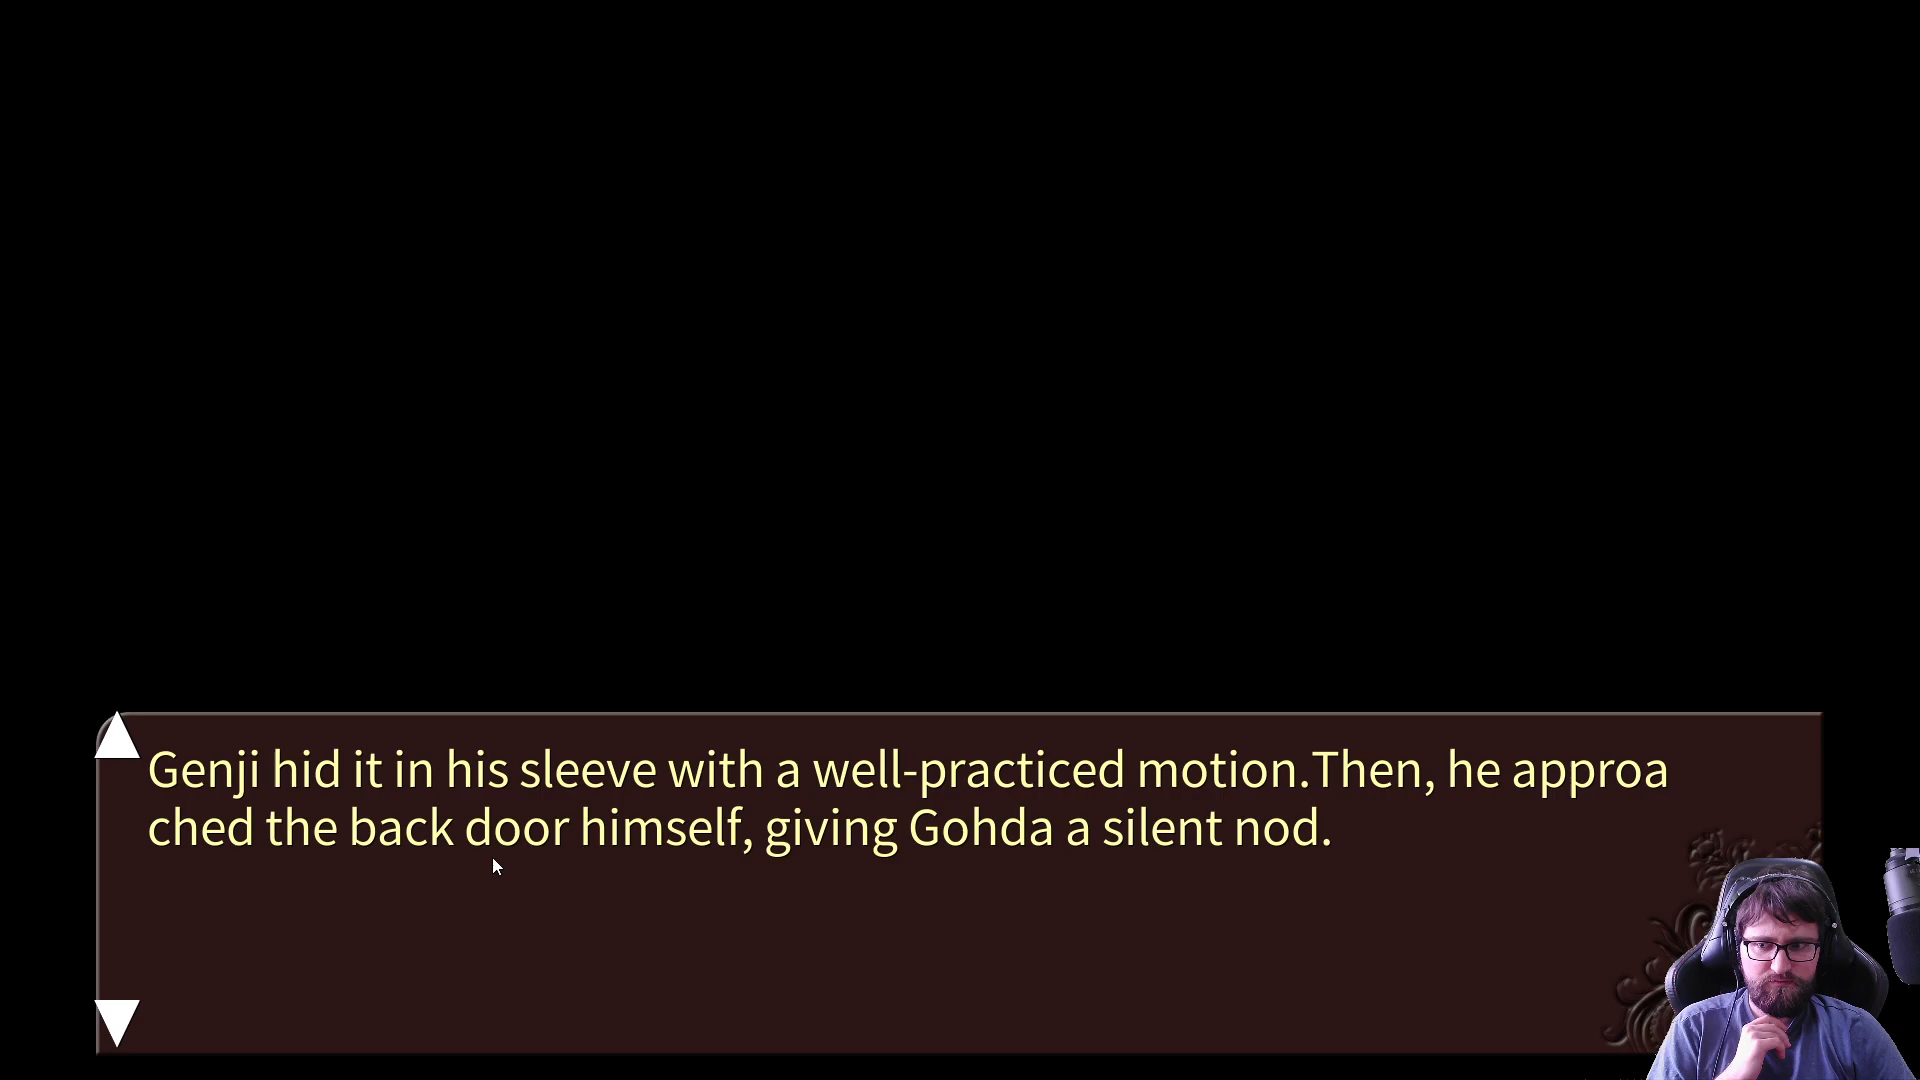 Genji hid it in his sleeve with a well-practiced motion.Then, he approa
ched the back door himself, giving Gohda a silent nod.